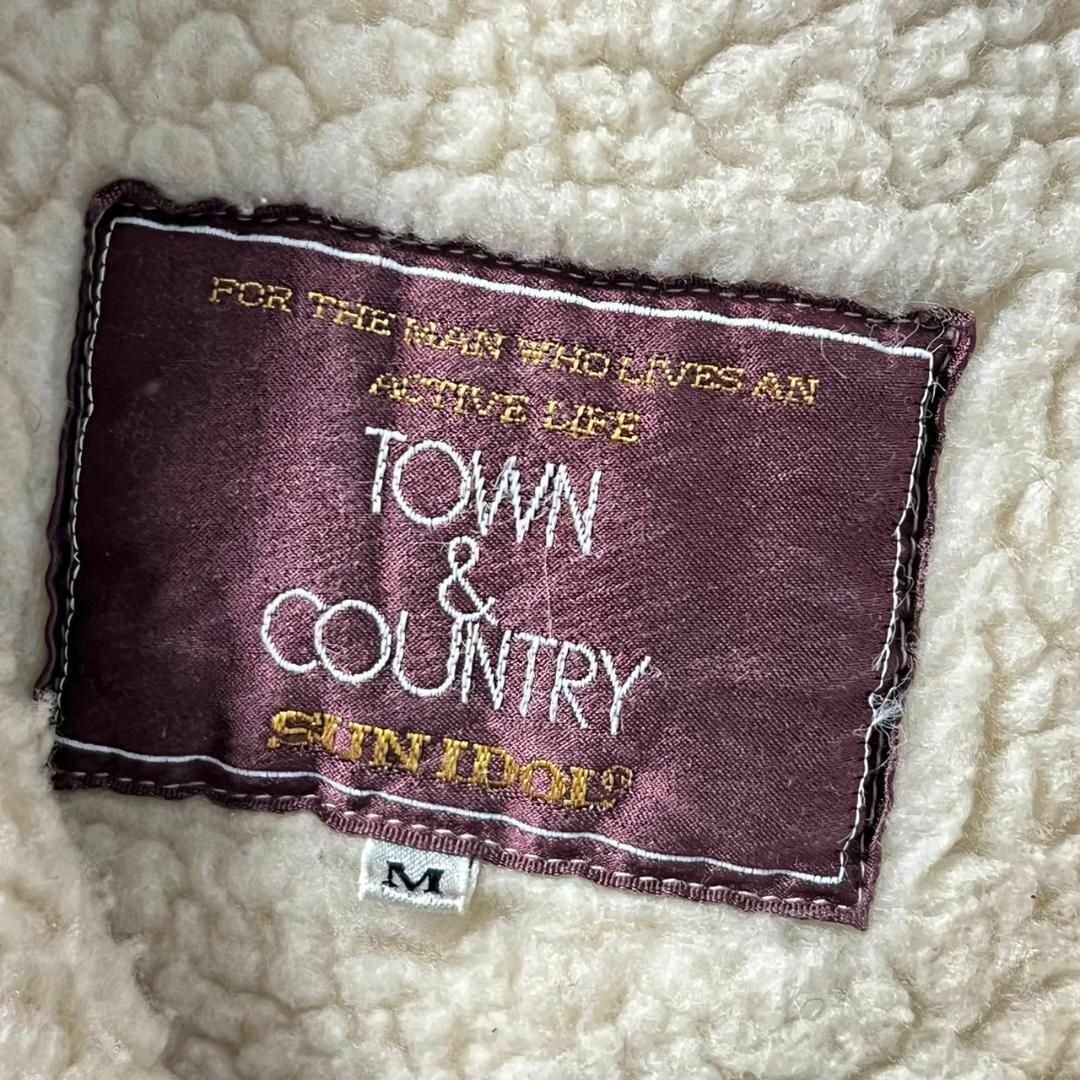 FOR THE MAN WHO LIVES AN
ACTIVE LIFE
TOWN
&
COUNTRY
SUN IDOL®
M